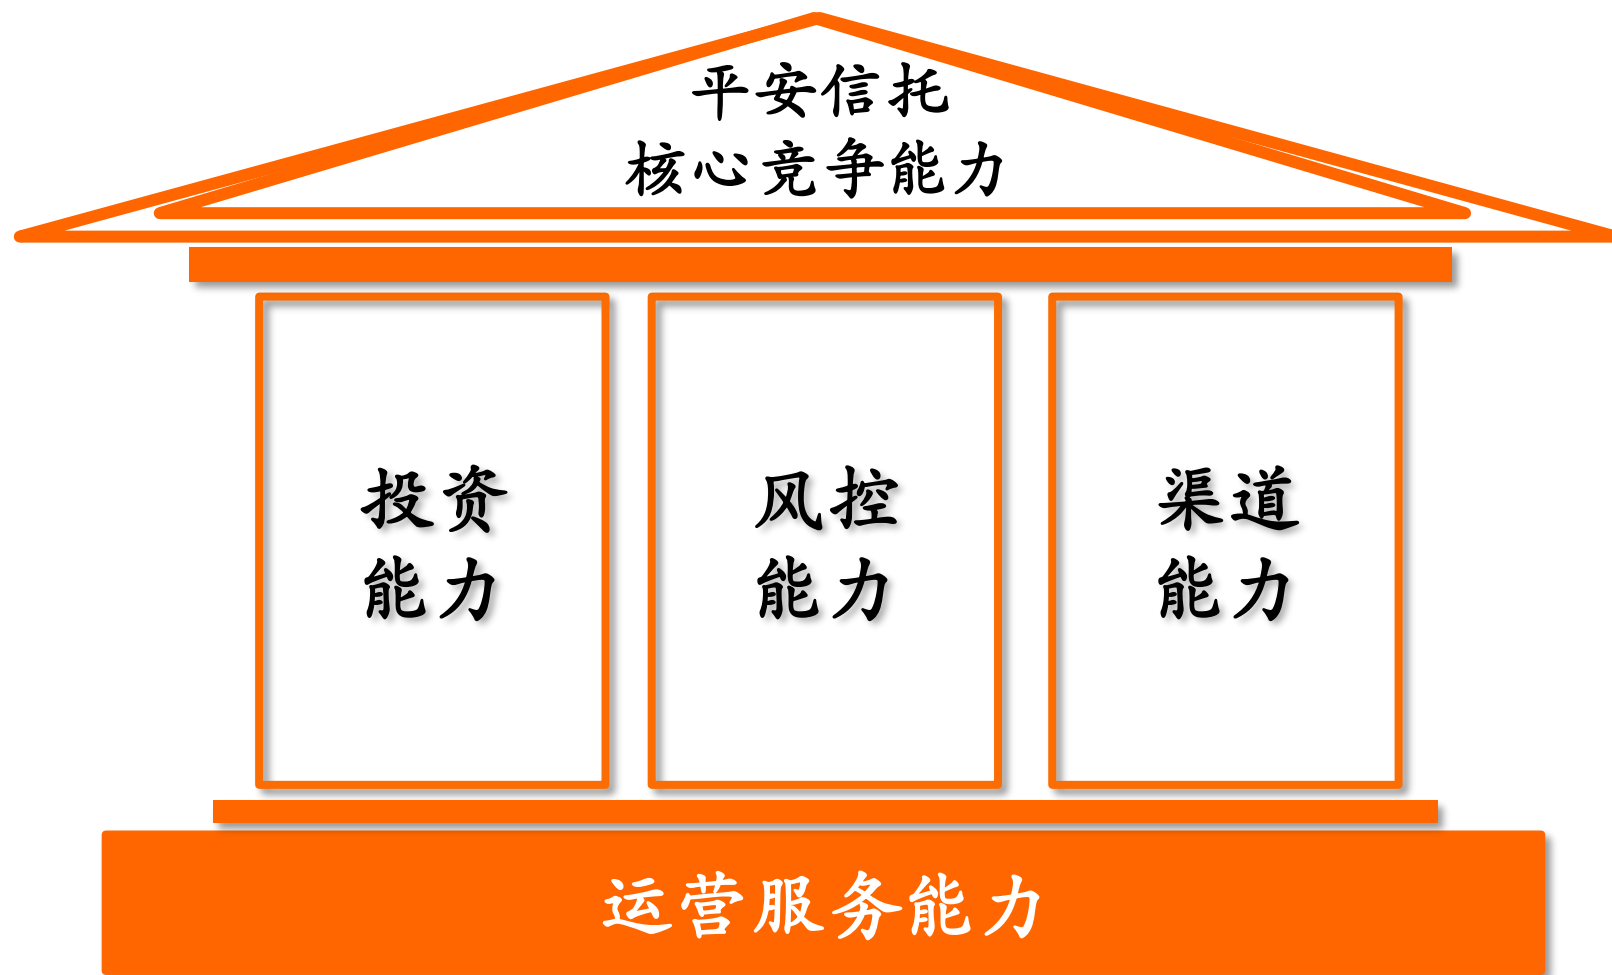 平安信托
核心竞争能力
投资
能力
风控
能力
渠道
能力
运营服务能力